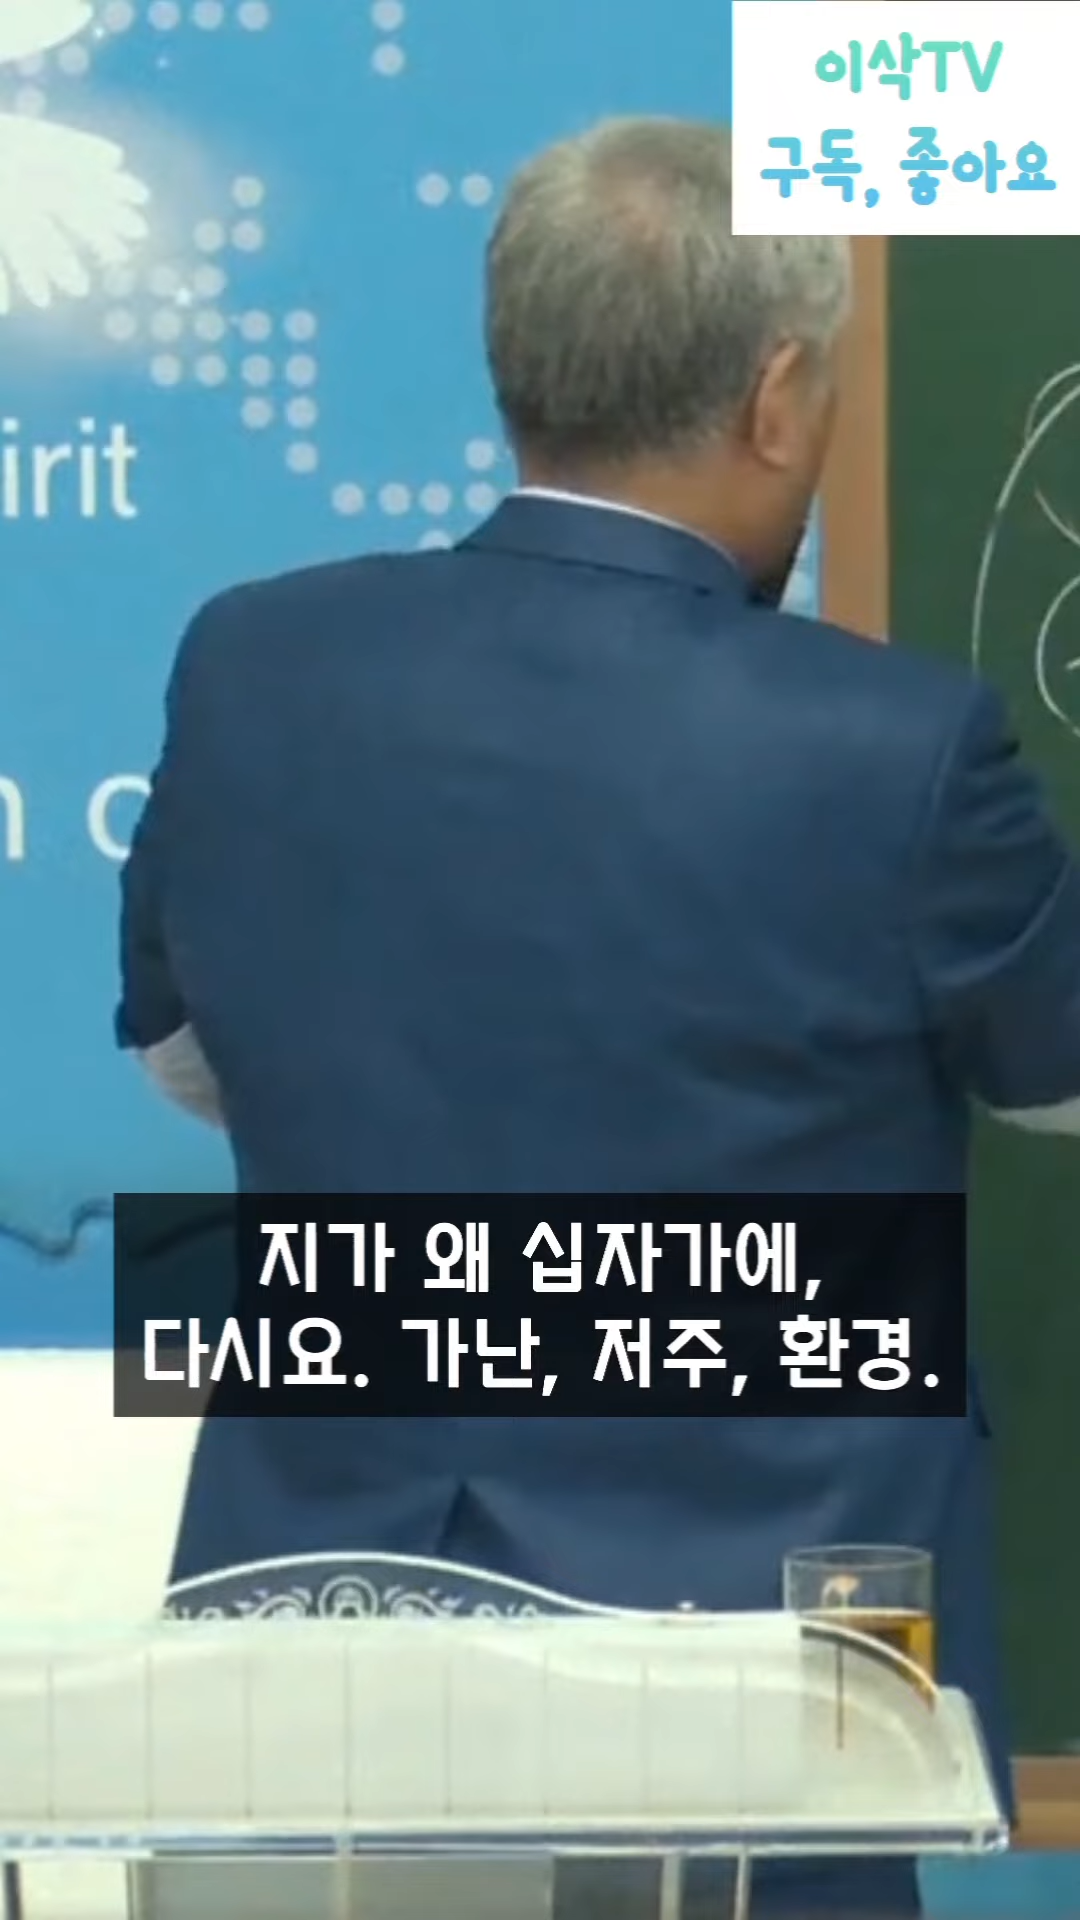 이삭TV
구독, 좋아요
irit
지가 왜 십자가에,
다시요. 가난, 저주, 환경.